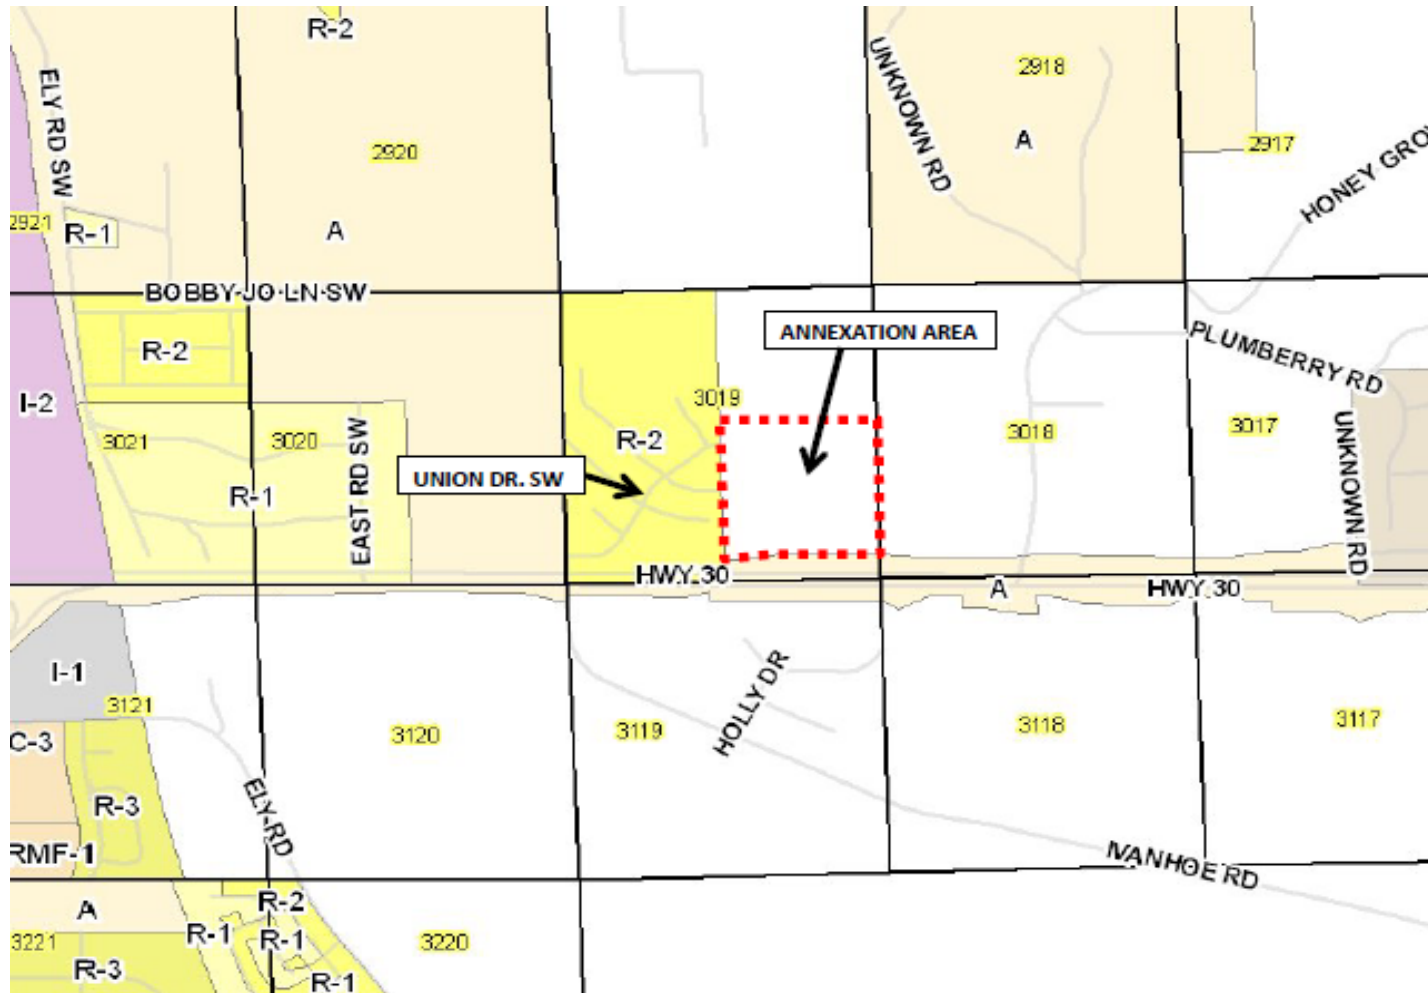 R-2
ELY RD SW
UNKNOWN RD
2918
2920
A
2917
HONEY GRO
2921
R-1
A
BOBBY JO LN SW
ANNEXATION AREA
PLUMBERRY RD
R-2
I-2
3019
3021
3020
EAST RD SW
R-2
3018
3017
UNKNOWN RD
UNION DR. SW
R-1
HWY 30
A
HWY 30
I-1
HOLLY DR
3121
C-3
3120
3119
3118
3117
R-3
ELY RD
RMF-1
IVANHOE RD
A
R-2
3221
R-1
R-1
3220
R-3
R-1